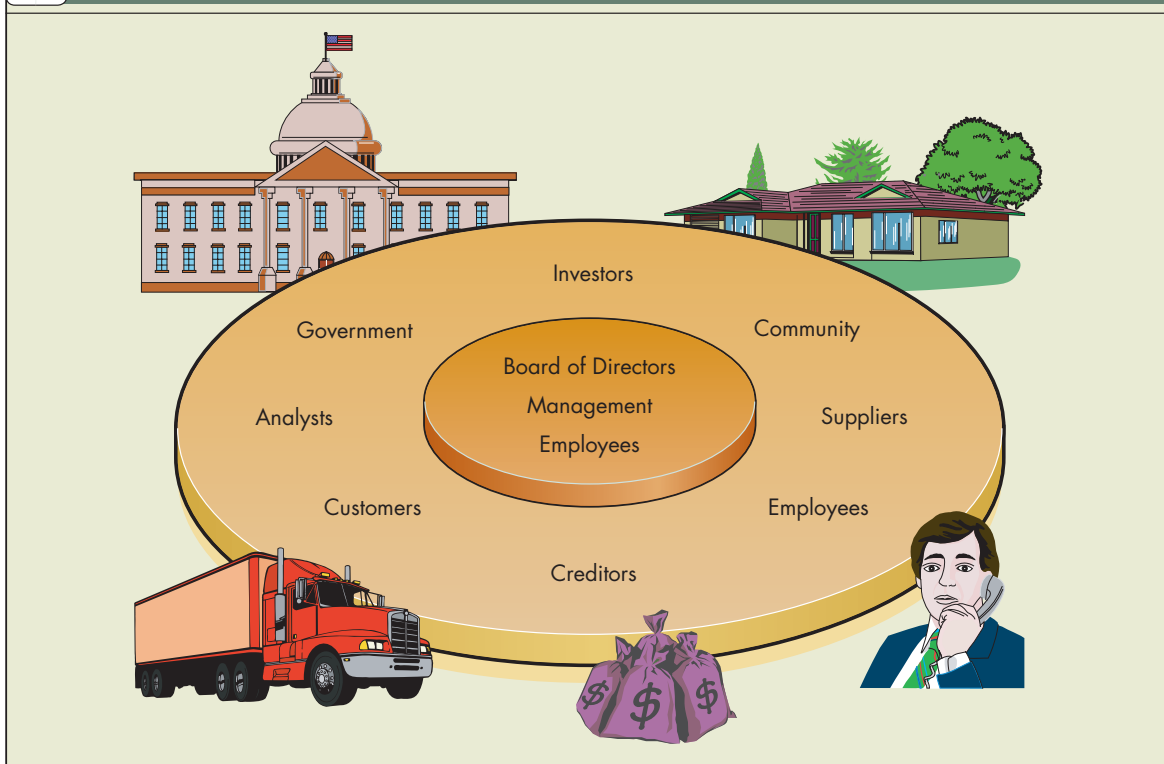 Investors
Government
Community
Board of Directors
Management
Employees
Analysts
Suppliers
Customers
Employees
Creditors
$
$
$